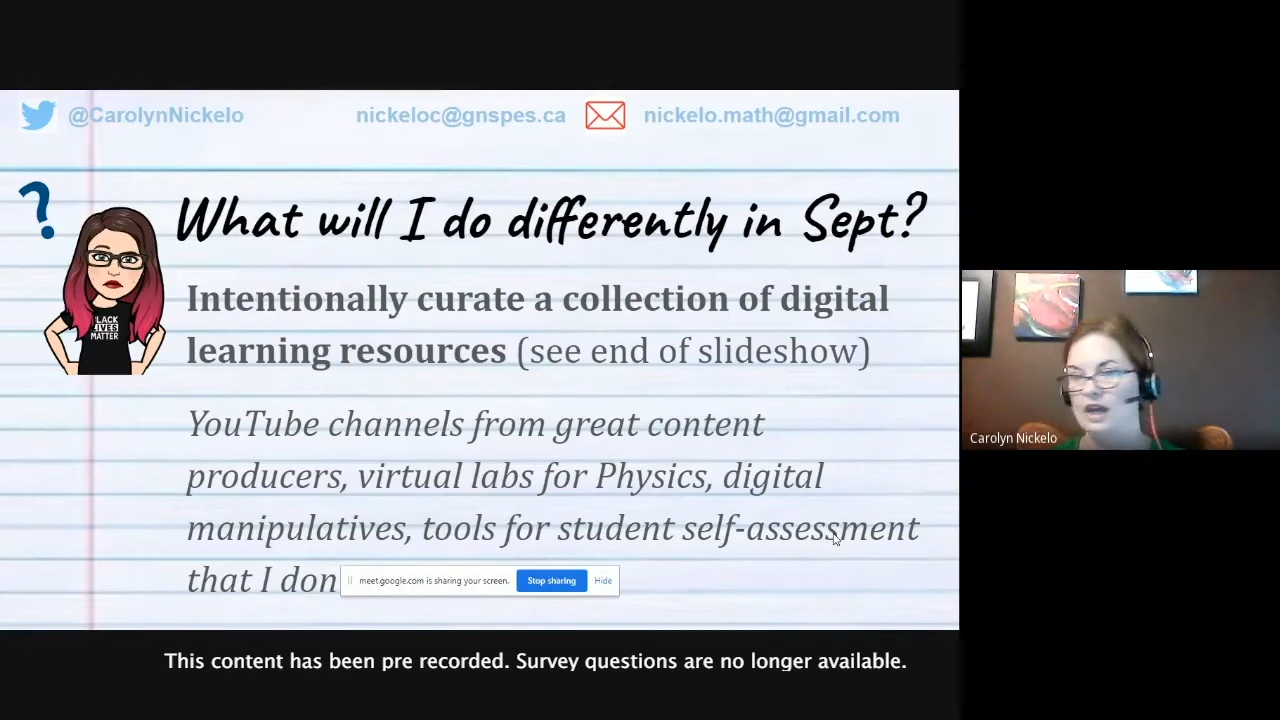 @CarolynNickelo nickeloc@gnspes.ca nickelo.math@gmail.com
?
What will I do differently in Sept?
LACK
LIVES
MATTER
Intentionally curate a collection of digital
learning resources (see end of slideshow)
YouTube channels from great content
producers, virtual labs for Physics, digital
manipulatives, tools for student self-assessment
that I don
meet.google.com is sharing your screen. Stop sharing Hide
Carolyn Nickelo
This content has been pre recorded. Survey questions are no longer available.